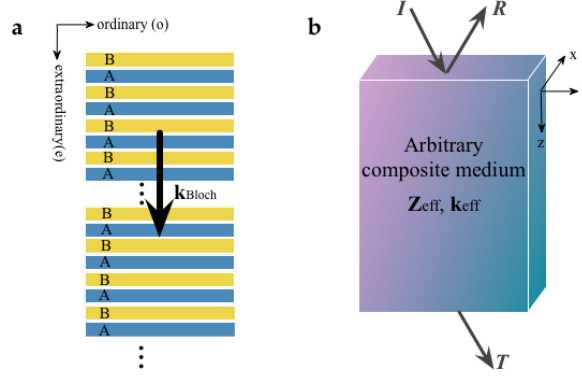 a
ordinary (o)
extraordinary(e)
B
A
B
A
B
A
B
A
kBloch
B
A
B
A
B
A
B
A
b
I
R
x
z
Arbitrary
composite medium
Zeff, keff
T